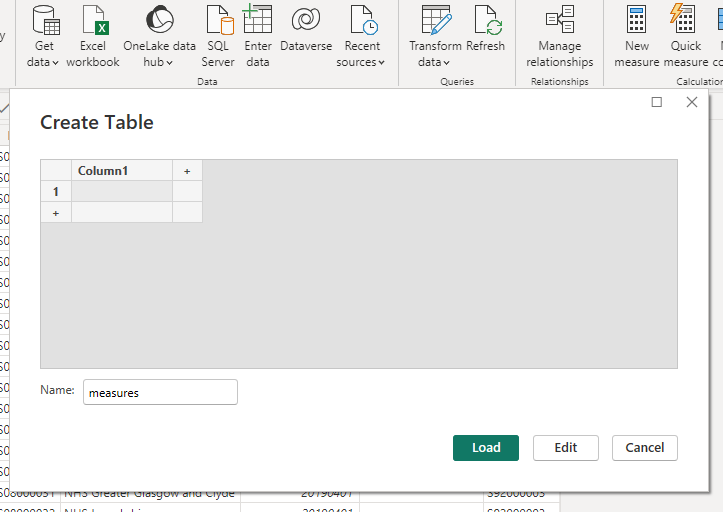 Get
data
Excel
workbook
OneLake data
hub
SQL
Server
Enter
data
Dataverse
Recent
sources
Transform
data
Refresh
Manage
relationships
New
measure
Quick
measure
Data
Queries
Relationships
Create Table
Column1
+
1
+
Name:
measures
Load
Edit
Cancel
NHS Greater Glasgow and Clyde
20190401
S92000003